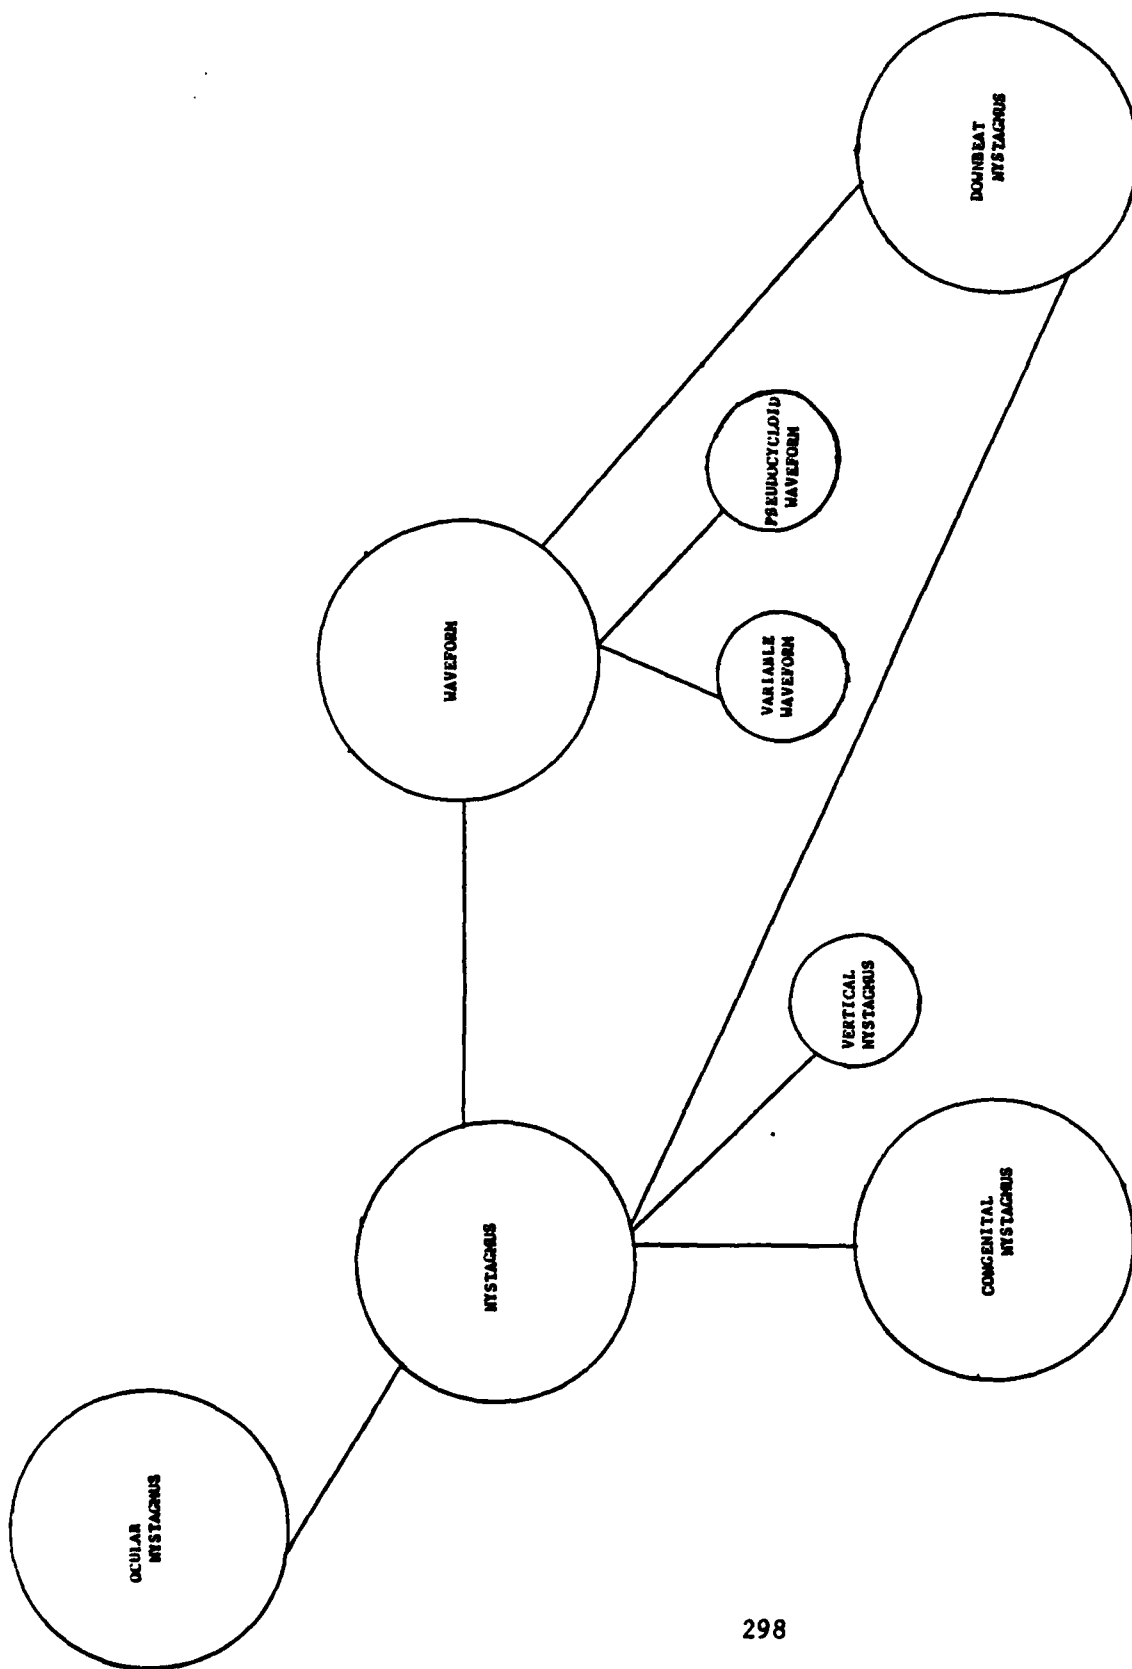 OCULAR
NYSTAGMUS
NYSTAGMUS
CONGENITAL
NYSTAGMUS
VERTICAL
NYSTAGMUS
WAVEFORM
VARIABLE
WAVEFORM
PSEUDOCYCLOID
WAVEFORM
DOWNBEAT
NYSTAGMUS
298